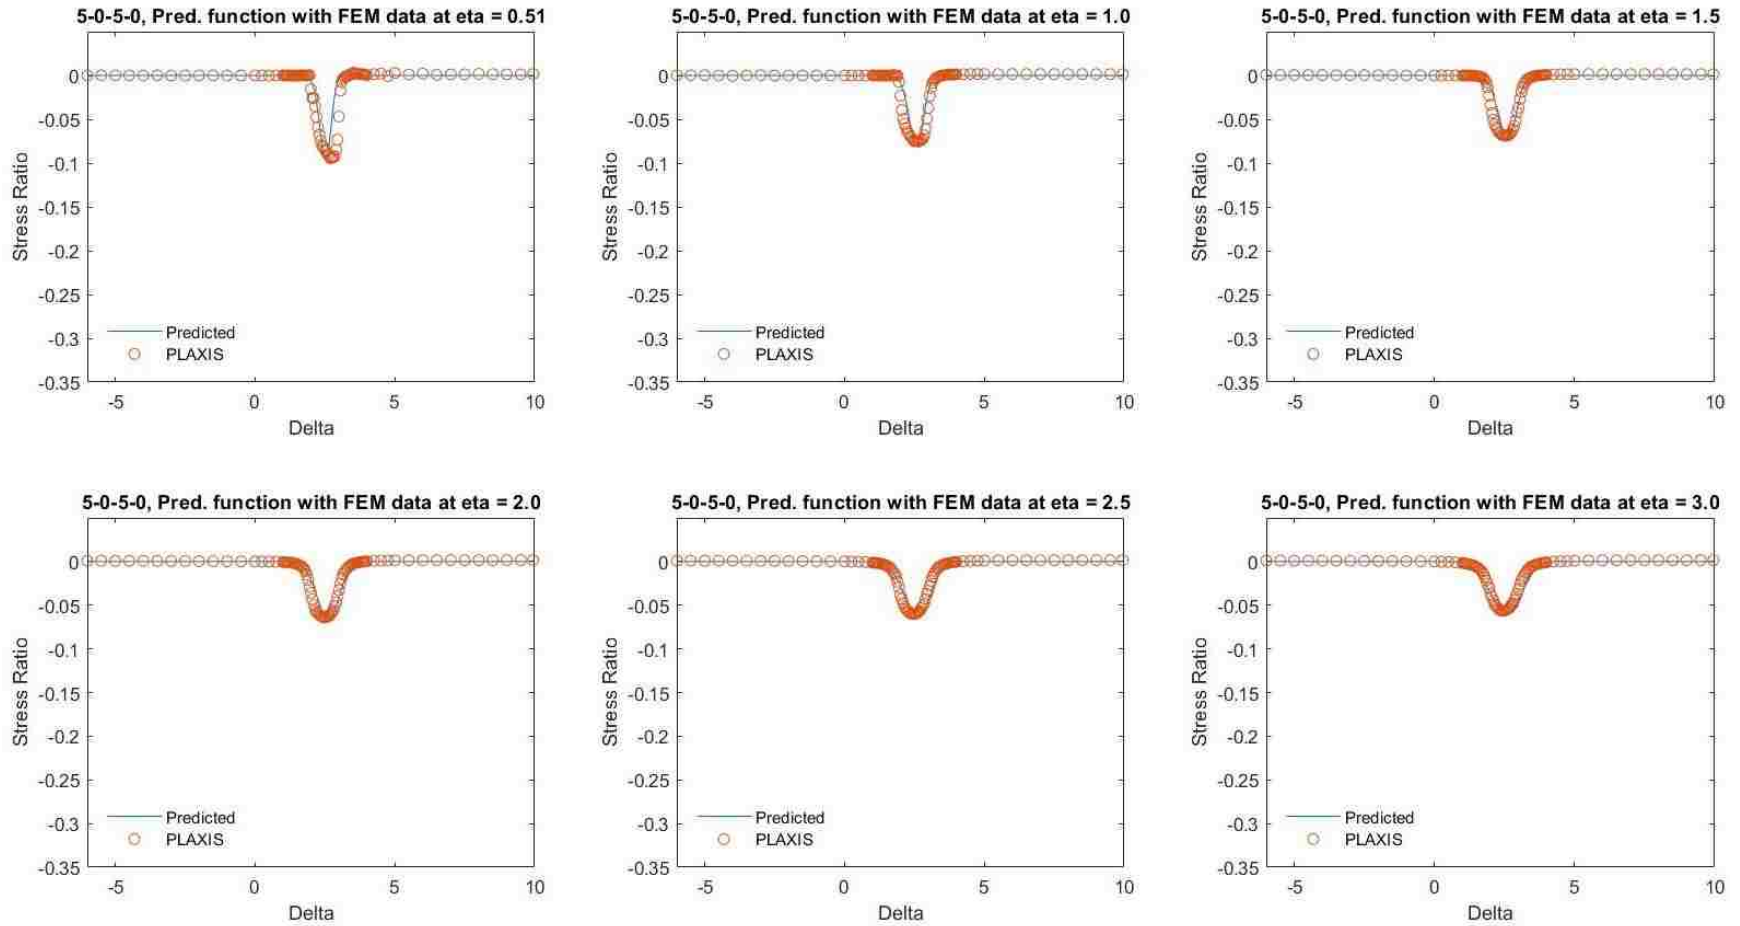 5-0-5-0, Pred. function with FEM data at eta = 0.51
0
-0.05
-0.1
-0.15
-0.2
-0.25
-0.3
-0.35
Stress Ratio
Predicted
PLAXIS
-5
0
5
10
Delta
5-0-5-0, Pred. function with FEM data at eta = 1.0
0
-0.05
-0.1
-0.15
-0.2
-0.25
-0.3
-0.35
Stress Ratio
Predicted
PLAXIS
-5
0
5
10
Delta
5-0-5-0, Pred. function with FEM data at eta = 1.5
0
-0.05
-0.1
-0.15
-0.2
-0.25
-0.3
-0.35
Stress Ratio
Predicted
PLAXIS
-5
0
5
10
Delta
5-0-5-0, Pred. function with FEM data at eta = 2.0
0
-0.05
-0.1
-0.15
-0.2
-0.25
-0.3
-0.35
Stress Ratio
Predicted
PLAXIS
-5
0
5
10
Delta
5-0-5-0, Pred. function with FEM data at eta = 2.5
0
-0.05
-0.1
-0.15
-0.2
-0.25
-0.3
-0.35
Stress Ratio
Predicted
PLAXIS
-5
0
5
10
Delta
5-0-5-0, Pred. function with FEM data at eta = 3.0
0
-0.05
-0.1
-0.15
-0.2
-0.25
-0.3
-0.35
Stress Ratio
Predicted
PLAXIS
-5
0
5
10
Delta